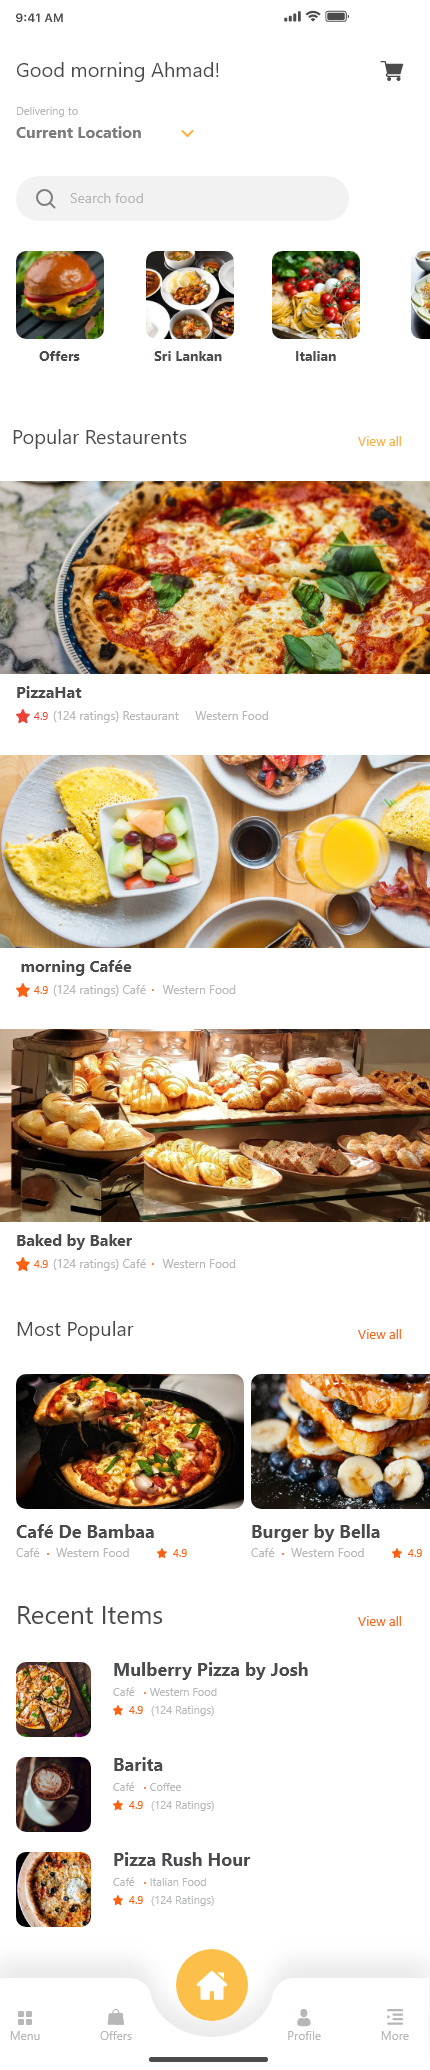 9:41 AM
Good morning Ahmad!
Delivering to
Current Location
Search food
Offers Sri Lankan Italian
Popular Restaurents
View all
PizzaHat
4.9 (124 ratings) Restaurant Western Food
morning Cafée
4.9 (124 ratings) Café • Western Food
Baked by Baker
4.9 (124 ratings) Café • Western Food
Most Popular
View all
Café De Bambaa Burger by Bella
Café • Western Food 4.9 Café • Western Food 4.9
Recent Items
View all
Mulberry Pizza by Josh
Café • Western Food
4.9 (124 Ratings)
Barita
Café • Coffee
4.9 (124 Ratings)
Pizza Rush Hour
Café • Italian Food
4.9 (124 Ratings)
Menu Offers Profile More